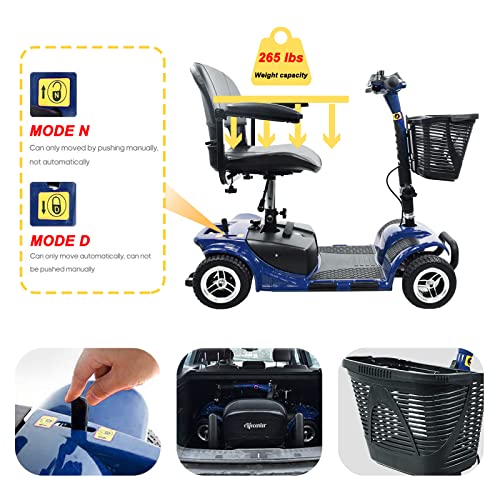 265 lbs
Weight capacity
MODE N
Can only moved by pushing manually,
not automatically
MODE D
Can only move automatically, can not
be pushed manually